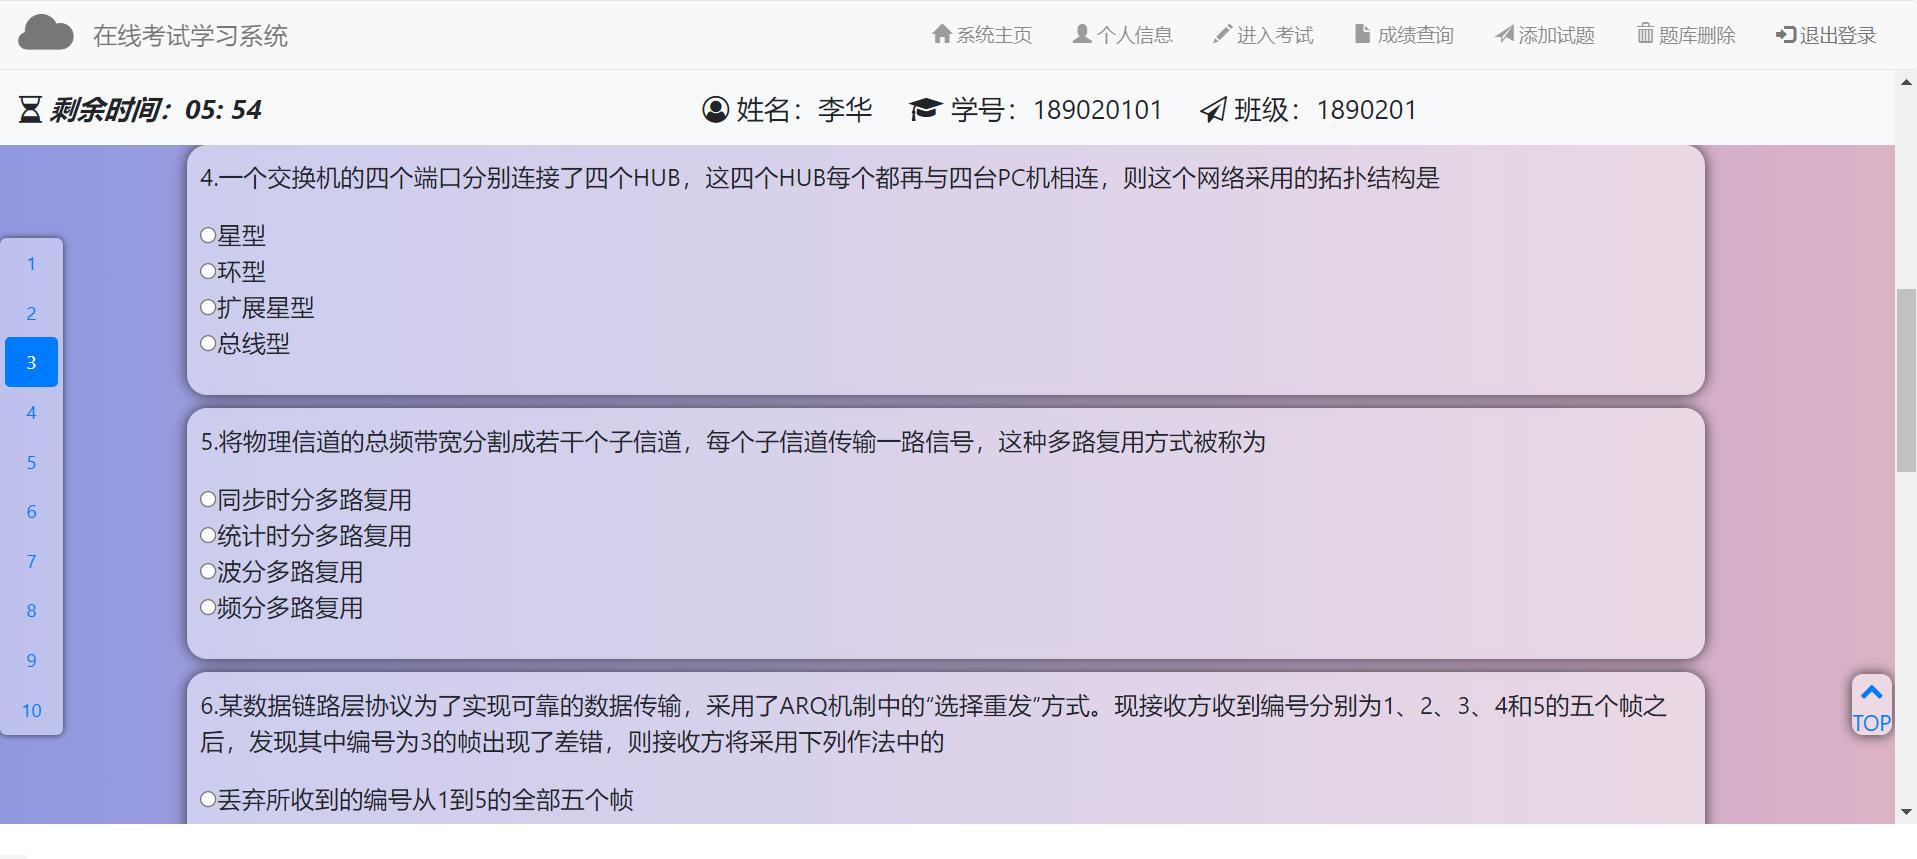 在线考试学习系统
系统主页 个人信息 进入考试 成绩查询 添加试题 题库删除 退出登录
剩余时间：05: 54
姓名：李华 学号：189020101 班级：1890201
4.一个交换机的四个端口分别连接了四个HUB，这四个HUB每个都再与四台PC机相连，则这个网络采用的拓扑结构是
星型
环型
扩展星型
总线型
5.将物理信道的总频带宽分割成若干个子信道，每个子信道传输一路信号，这种多路复用方式被称为
同步时分多路复用
统计时分多路复用
波分多路复用
频分多路复用
6.某数据链路层协议为了实现可靠的数据传输，采用了ARQ机制中的“选择重发”方式。现接收方收到编号分别为1、2、3、4和5的五个帧之
后，发现其中编号为3的帧出现了差错，则接收方将采用下列作法中的
丢弃所收到的编号从1到5的全部五个帧
1
2
3
4
5
6
7
8
9
10
TOP